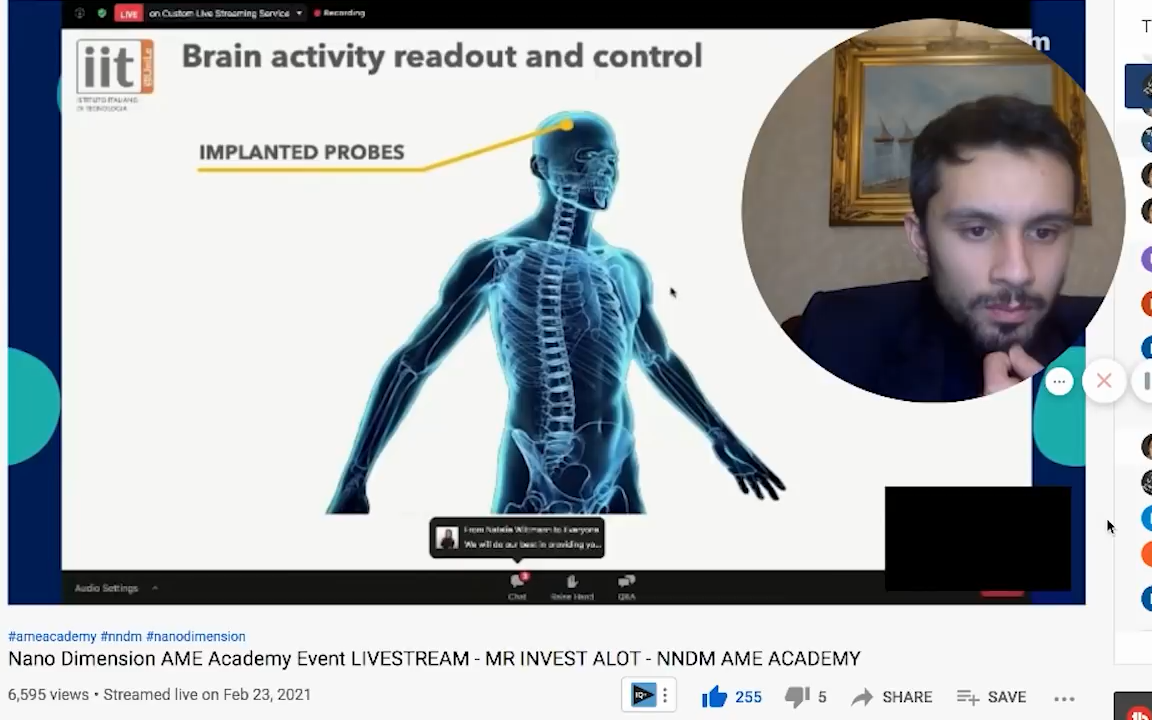 LIVE on Custom Live Streaming Service Recording
iit
ISTITUTO ITALIANO
DI TECNOLOGIA
Brain activity readout and control
m
IMPLANTED PROBES
From Natalie Wittmann to Everyone
We will do our best in providing yo...
Audio Settings
Chat
Raise Hand
Q&A
#ameacademy #nndm #nanodimension
Nano Dimension AME Academy Event LIVESTREAM - MR INVEST ALOT - NNDM AME ACADEMY
6,595 views • Streamed live on Feb 23, 2021
255
5
SHARE
SAVE
T